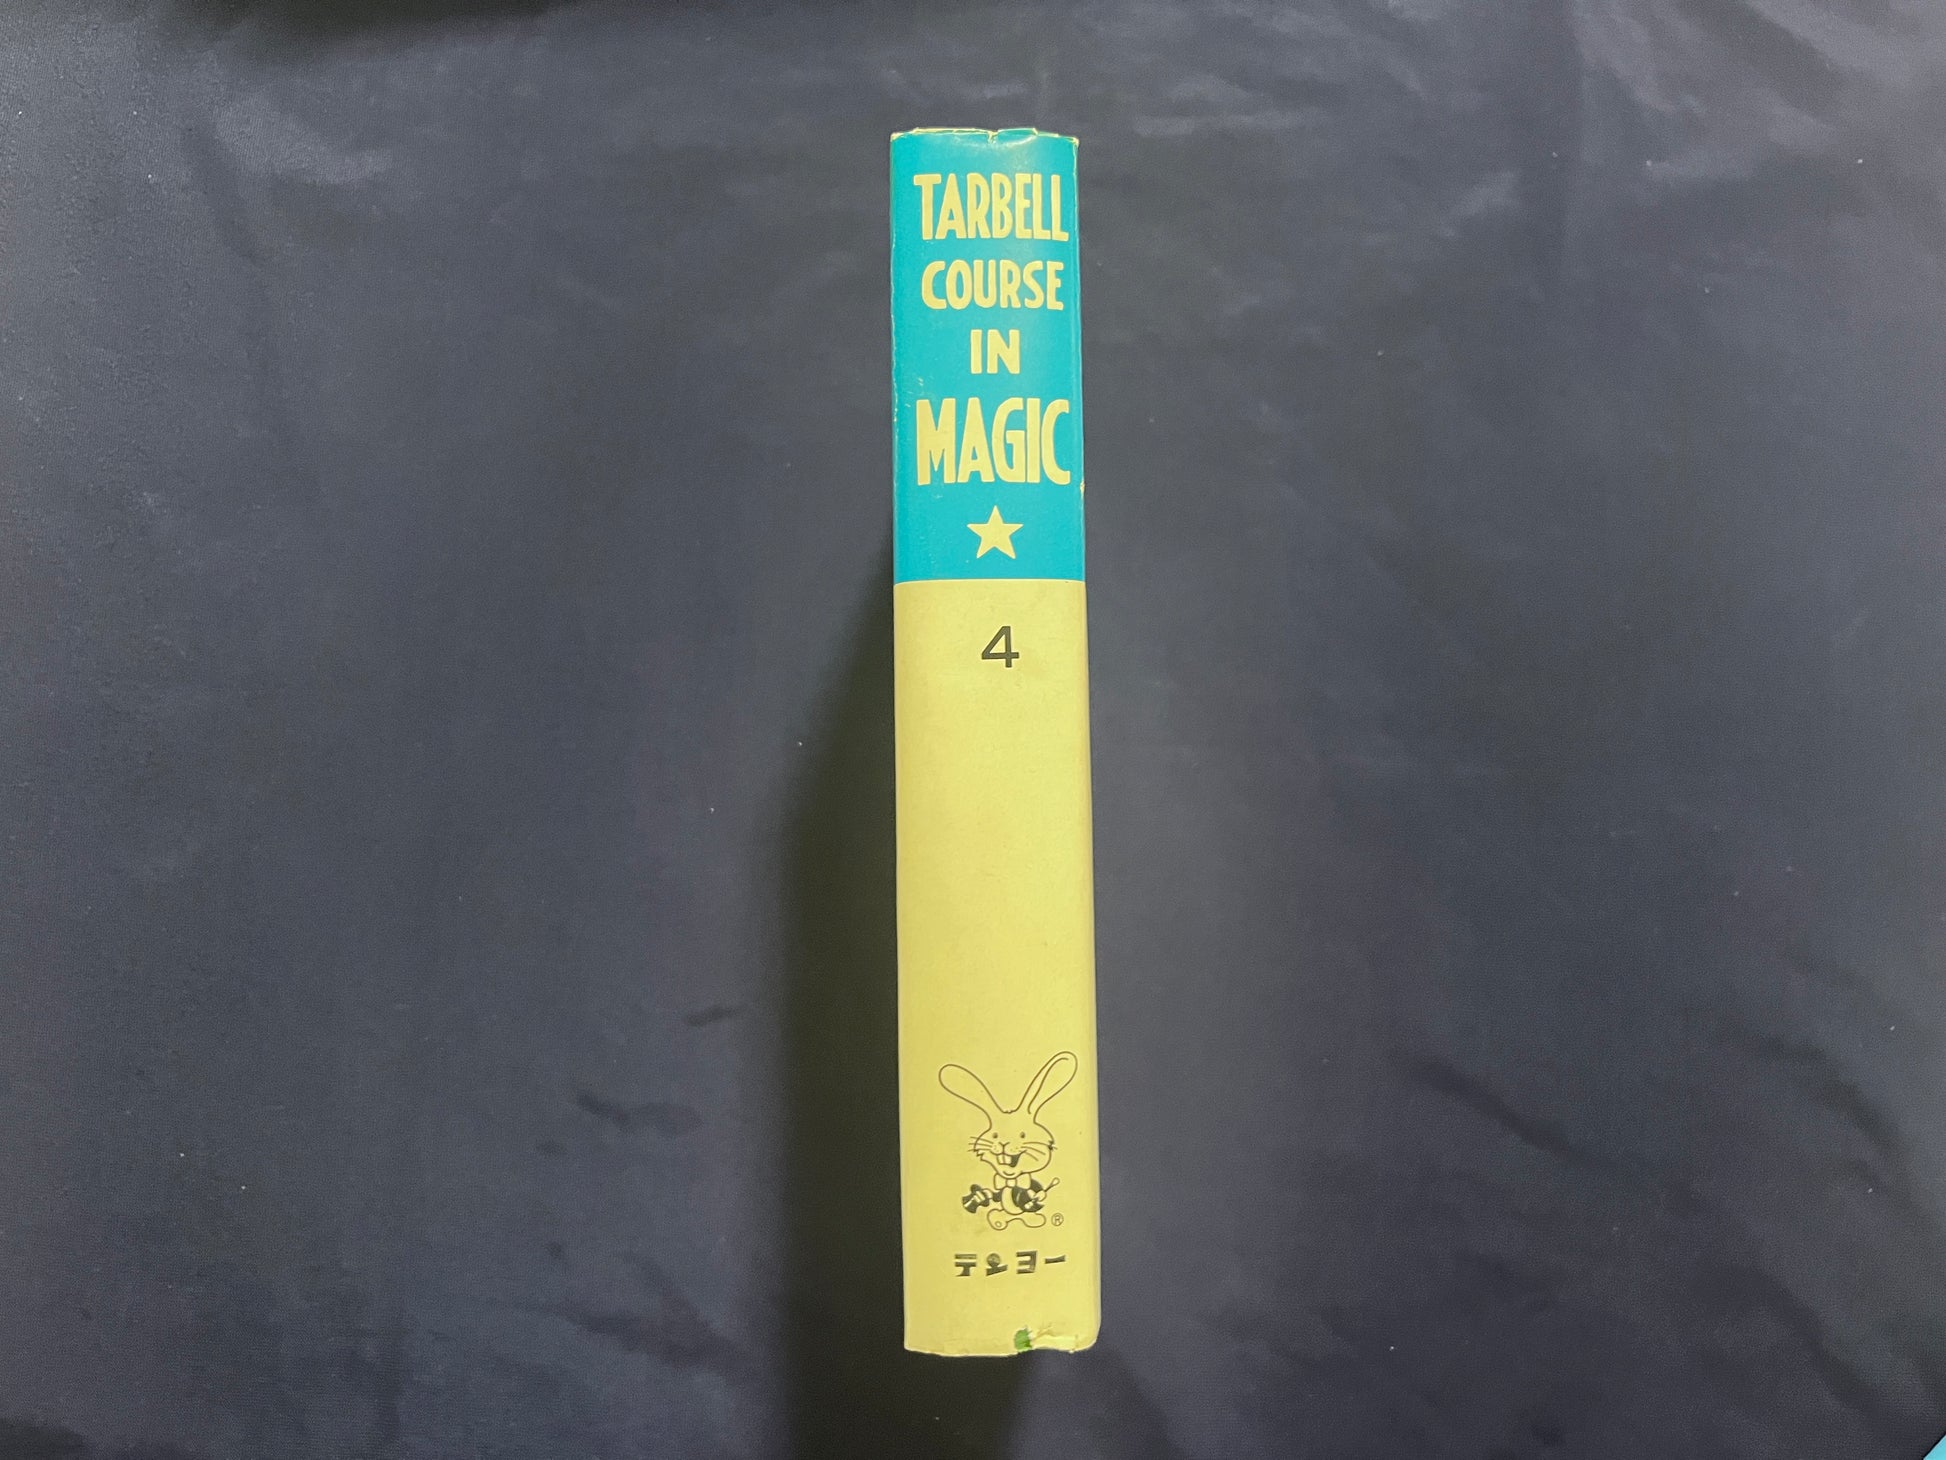 TARBELL
COURSE
IN
MAGIC
4
®
テンヨー